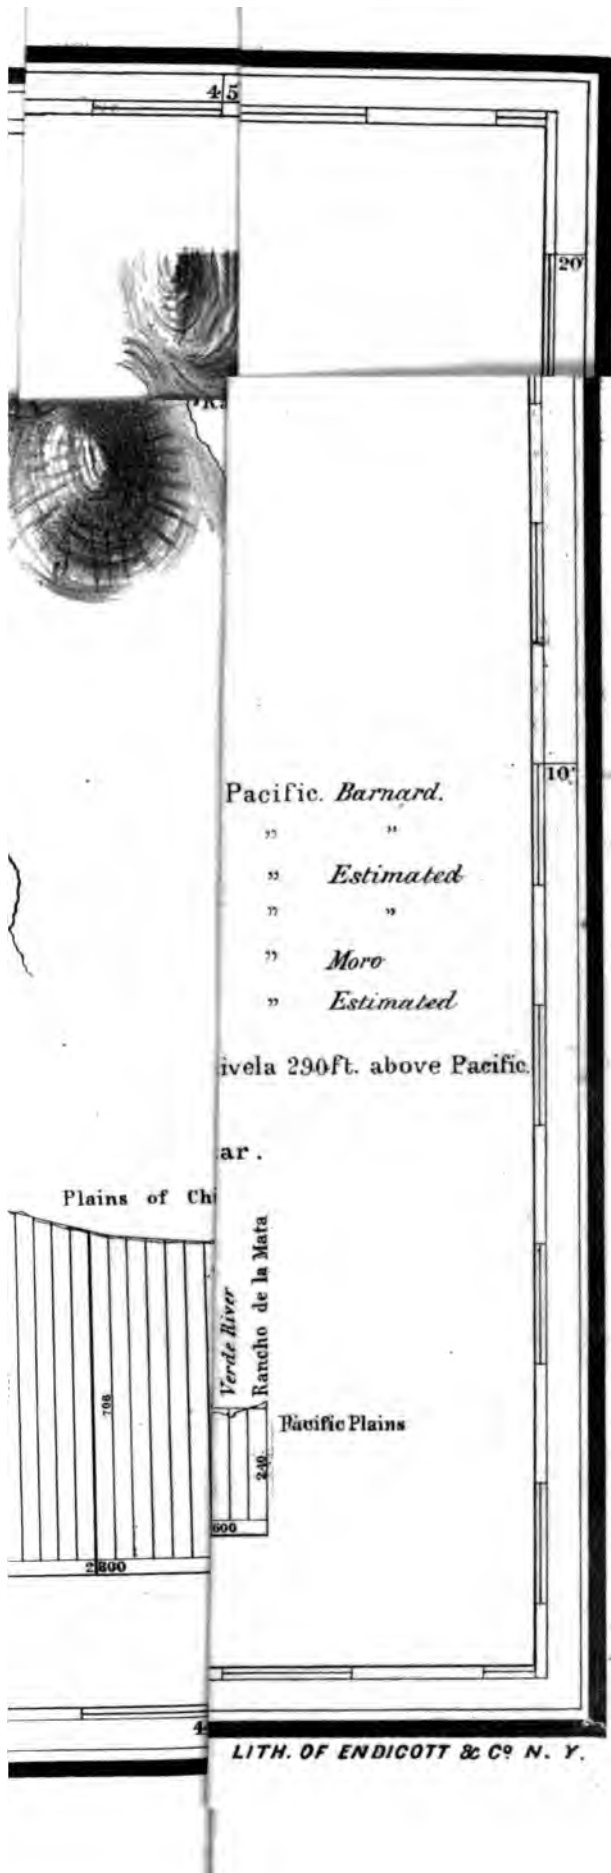 45
20'
Pacific. Barnard.
" "
" Estimated
" "
" Moro
" Estimated
10'
ivela 290ft. above Pacific.
ar.
Plains of Chi
Verde River
Rancho de la Mata
Pacific Plains
708
240.
600
2800
4
LITH. OF ENDICOTT & Cº N. Y.